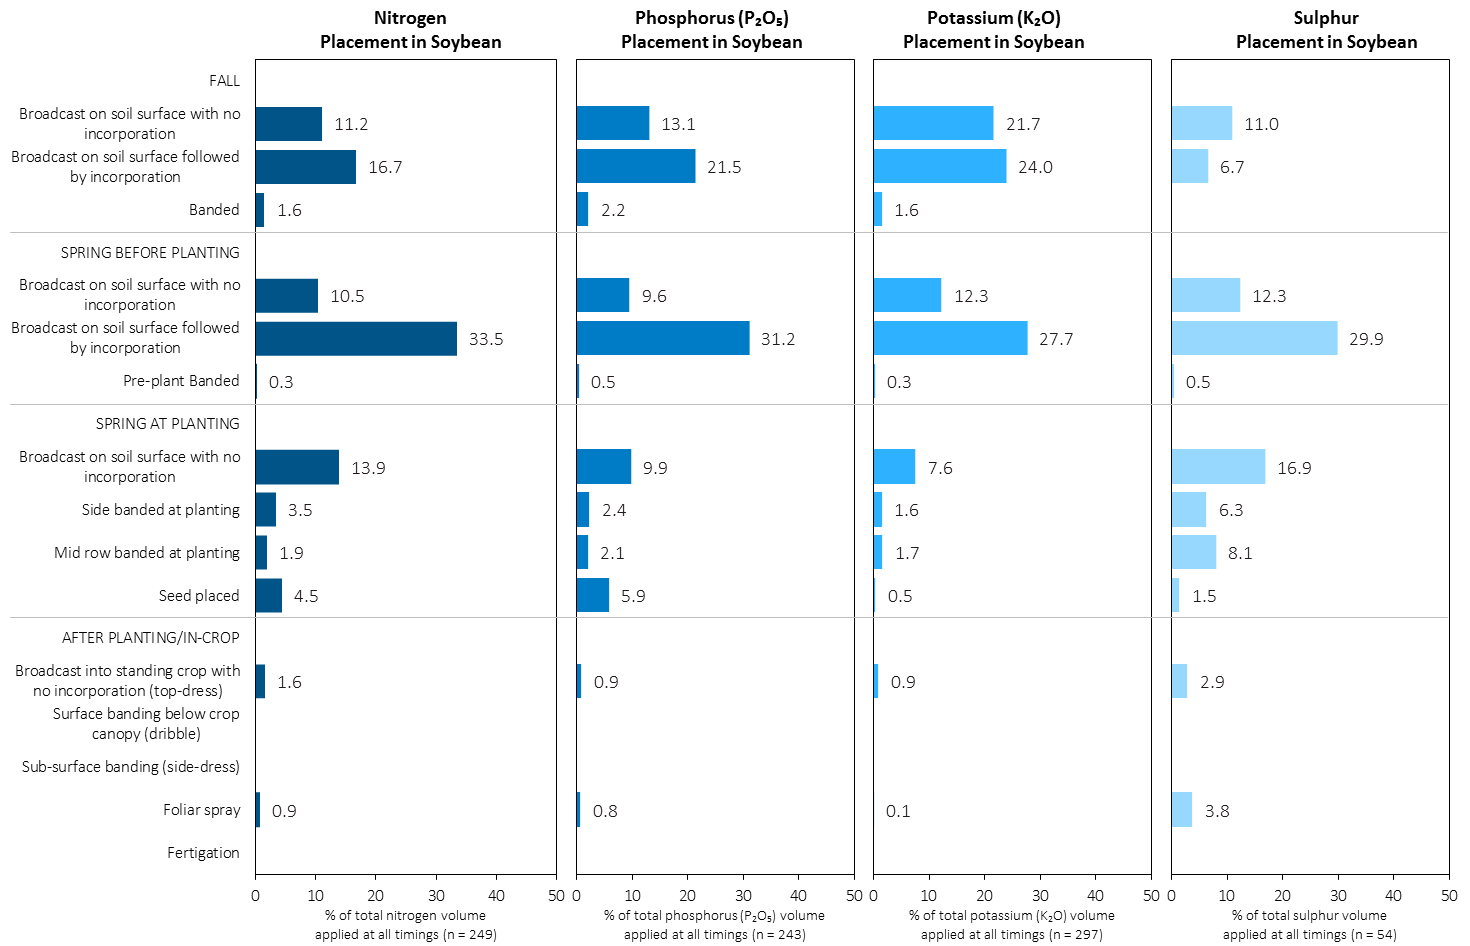 Nitrogen
Placement in Soybean
Phosphorus (P₂O₅)
Placement in Soybean
Potassium (K₂O)
Placement in Soybean
Sulphur
Placement in Soybean
FALL
Broadcast on soil surface with no
incorporation
11.2
13.1
21.7
11.0
Broadcast on soil surface followed
by incorporation
16.7
21.5
24.0
6.7
Banded
1.6
2.2
1.6
SPRING BEFORE PLANTING
Broadcast on soil surface with no
incorporation
10.5
9.6
12.3
12.3
Broadcast on soil surface followed
by incorporation
33.5
31.2
27.7
29.9
Pre-plant Banded
0.3
0.5
0.3
0.5
SPRING AT PLANTING
Broadcast on soil surface with no
incorporation
13.9
9.9
7.6
16.9
Side banded at planting
3.5
2.4
1.6
6.3
Mid row banded at planting
1.9
2.1
1.7
8.1
Seed placed
4.5
5.9
0.5
1.5
AFTER PLANTING/IN-CROP
Broadcast into standing crop with
no incorporation (top-dress)
1.6
0.9
0.9
2.9
Surface banding below crop
canopy (dribble)
Sub-surface banding (side-dress)
Foliar spray
0.9
0.8
0.1
3.8
Fertigation
0 10 20 30 40 50
0 10 20 30 40 50
0 10 20 30 40 50
0 10 20 30 40 50
% of total nitrogen volume
applied at all timings (n = 249)
% of total phosphorus (P₂O₅) volume
applied at all timings (n = 243)
% of total potassium (K₂O) volume
applied at all timings (n = 297)
% of total sulphur volume
applied at all timings (n = 54)